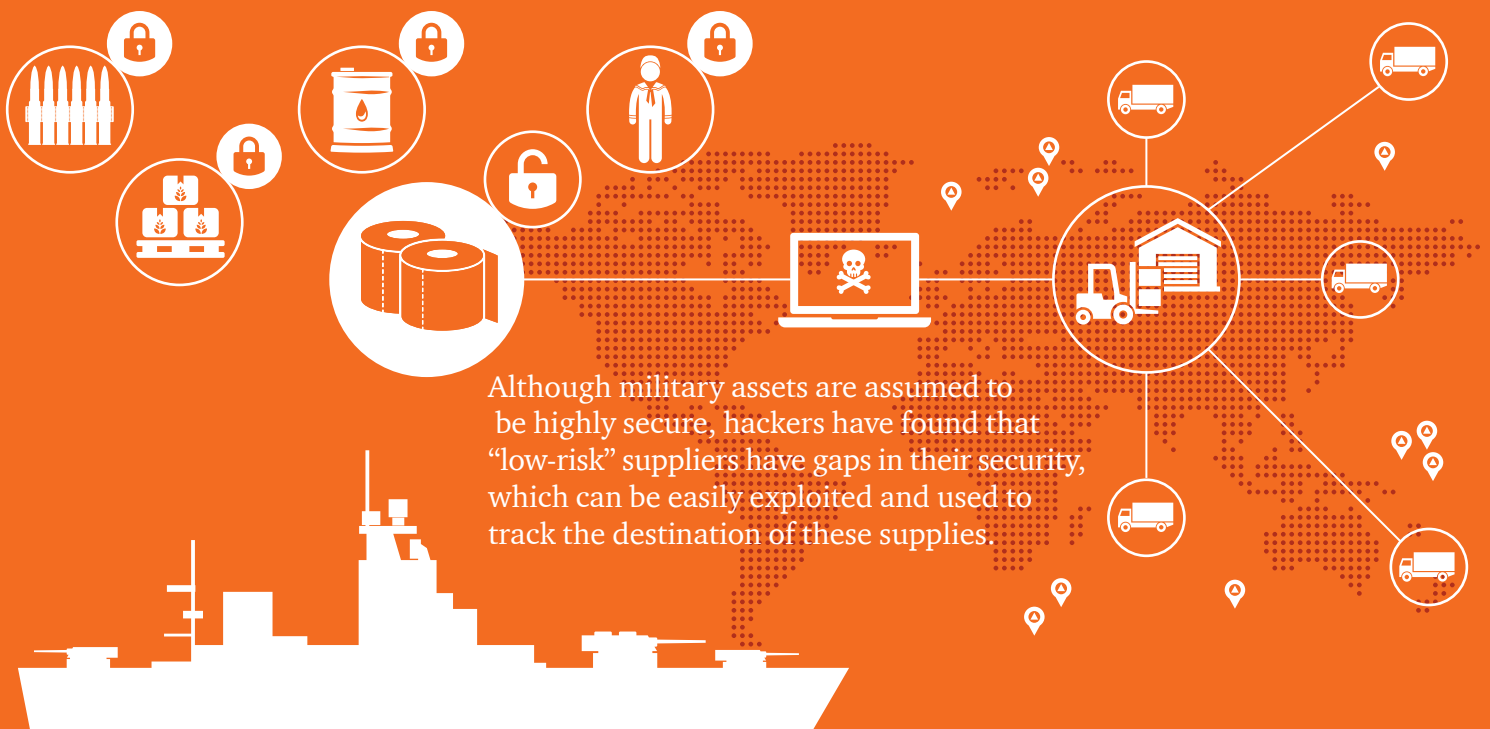 Although military assets are assumed to
be highly secure, hackers have found that
“low-risk” suppliers have gaps in their security,
which can be easily exploited and used to
track the destination of these supplies.